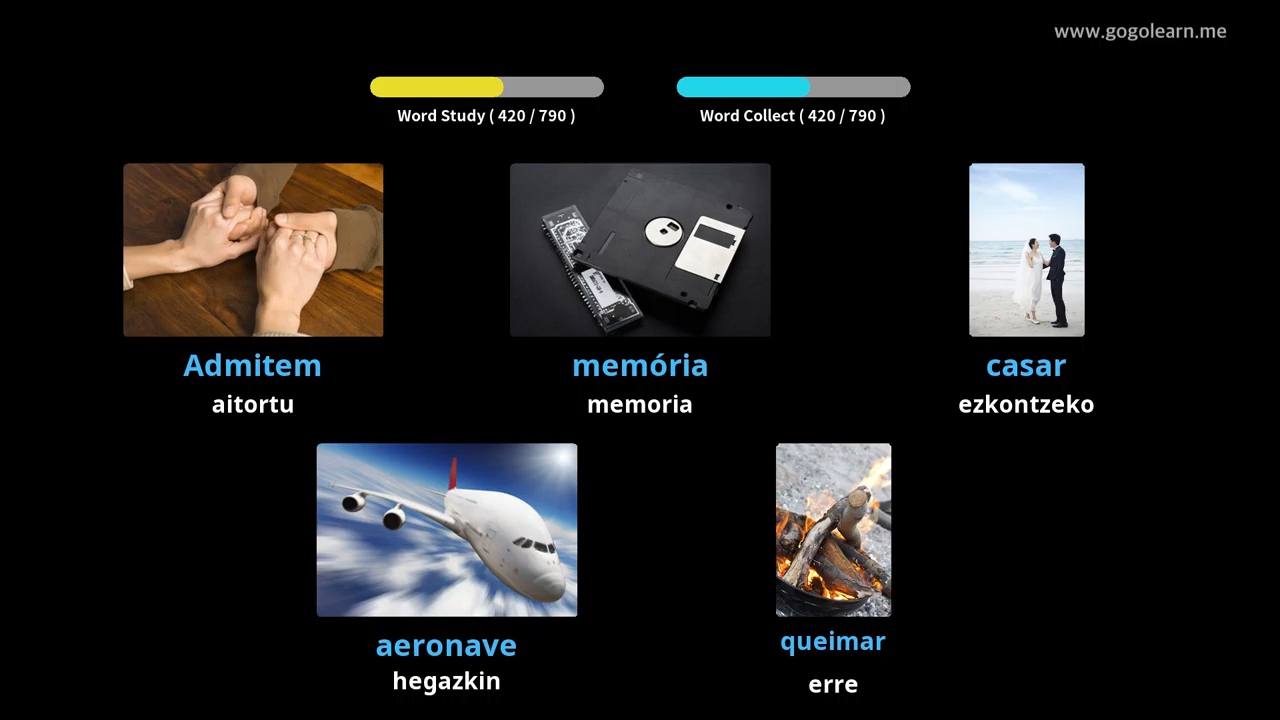 www.gogolearn.me
Word Study ( 420 / 790 )
Word Collect ( 420 / 790 )
Admitem
aitortu
memória
memoria
casar
ezkontzeko
aeronave
hegazkin
queimar
erre